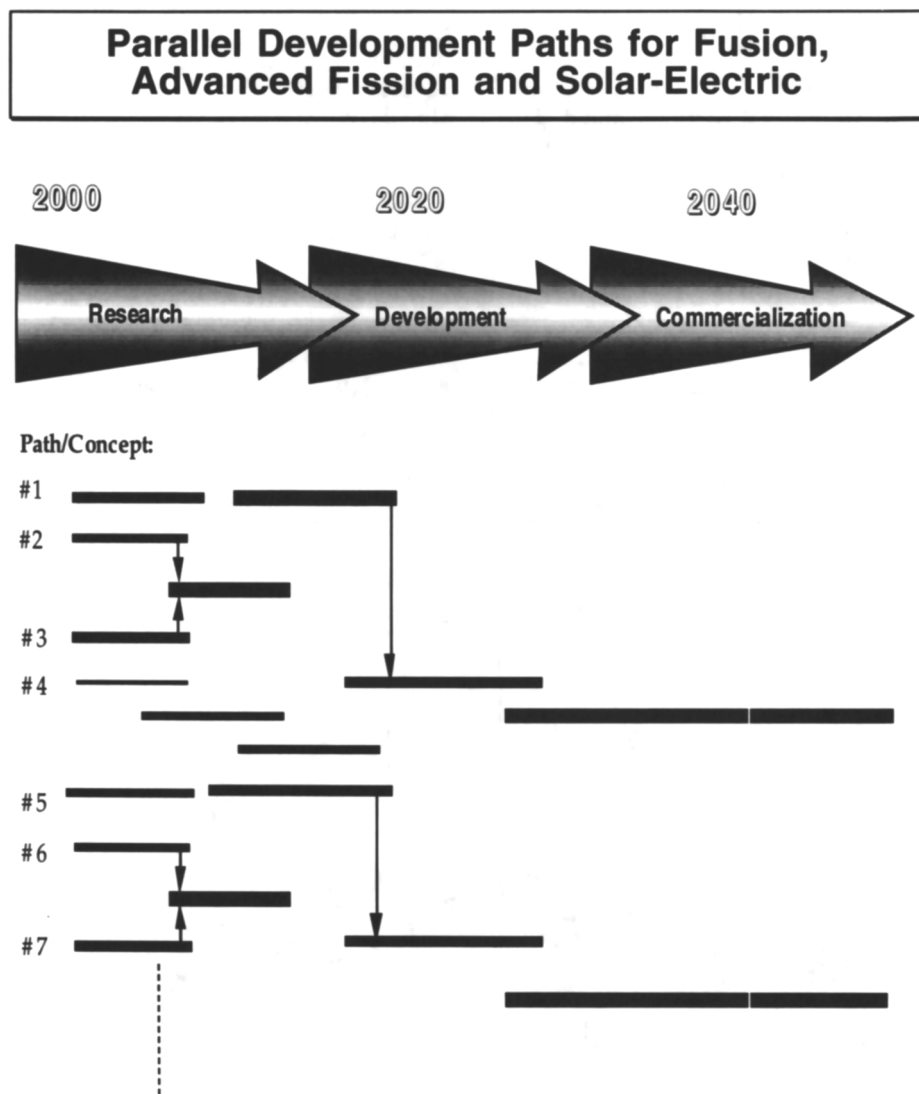 Parallel Development Paths for Fusion,
Advanced Fission and Solar-Electric
2000 2020 2040
Research Development Commercialization
Path/Concept:
#1
#2
#3
#4
#5
#6
#7